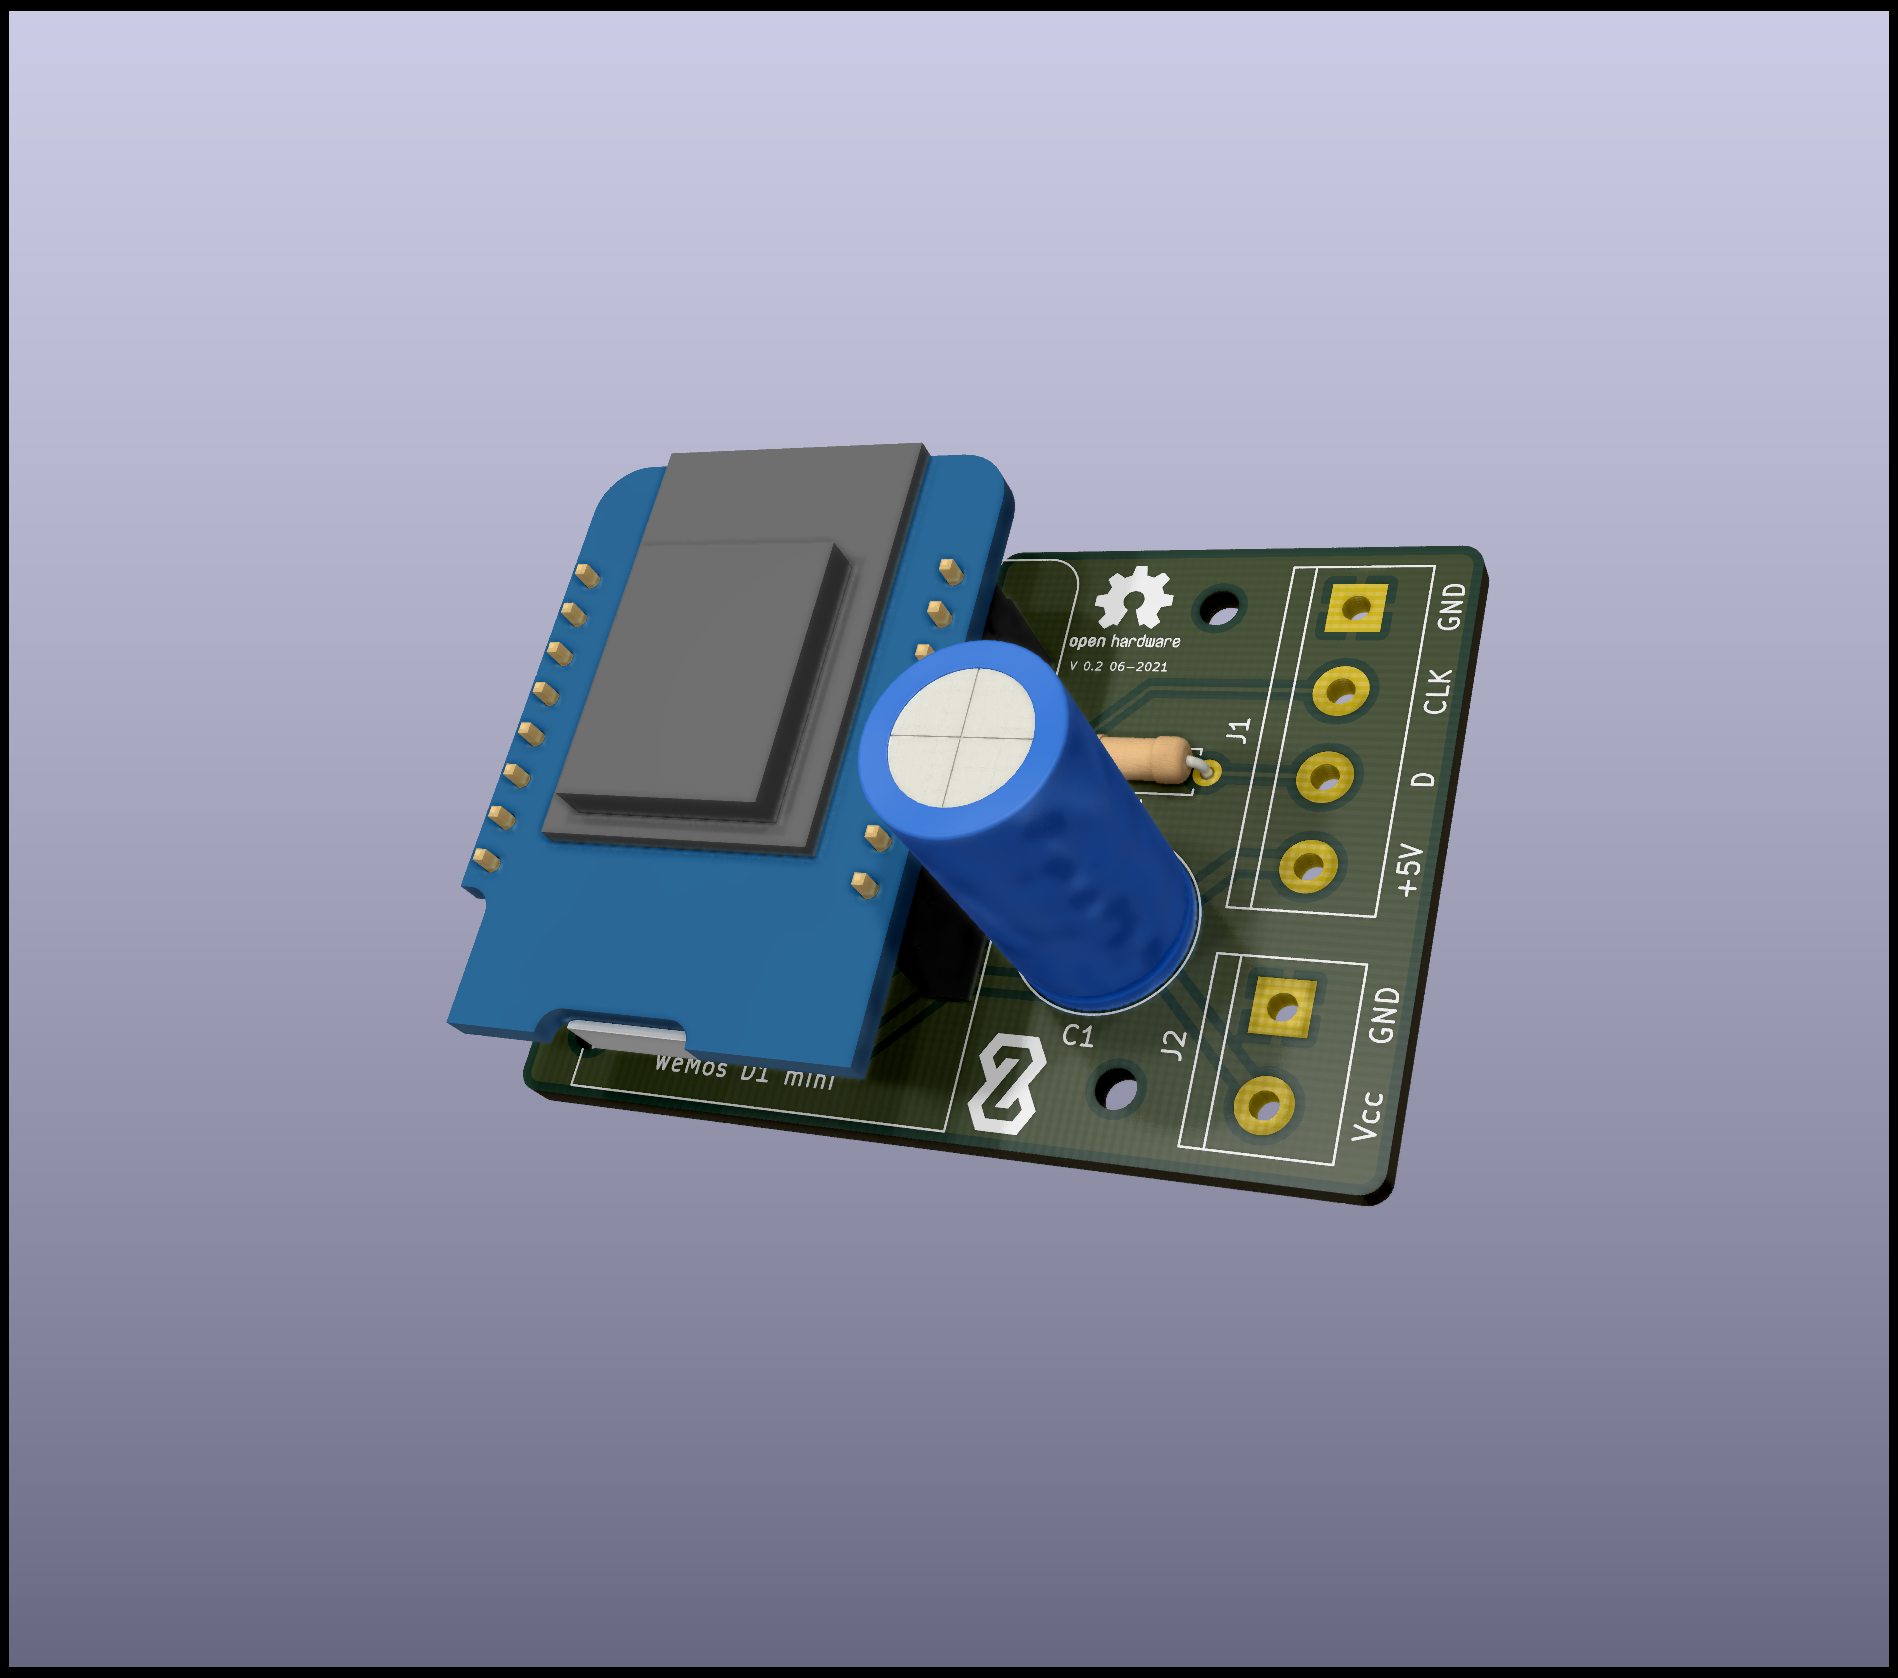 open hardware
V 0.2 06-2021
J1
GND
CLK
D
+5V
C1
J2
GND
Vcc
WeMos D1 mini